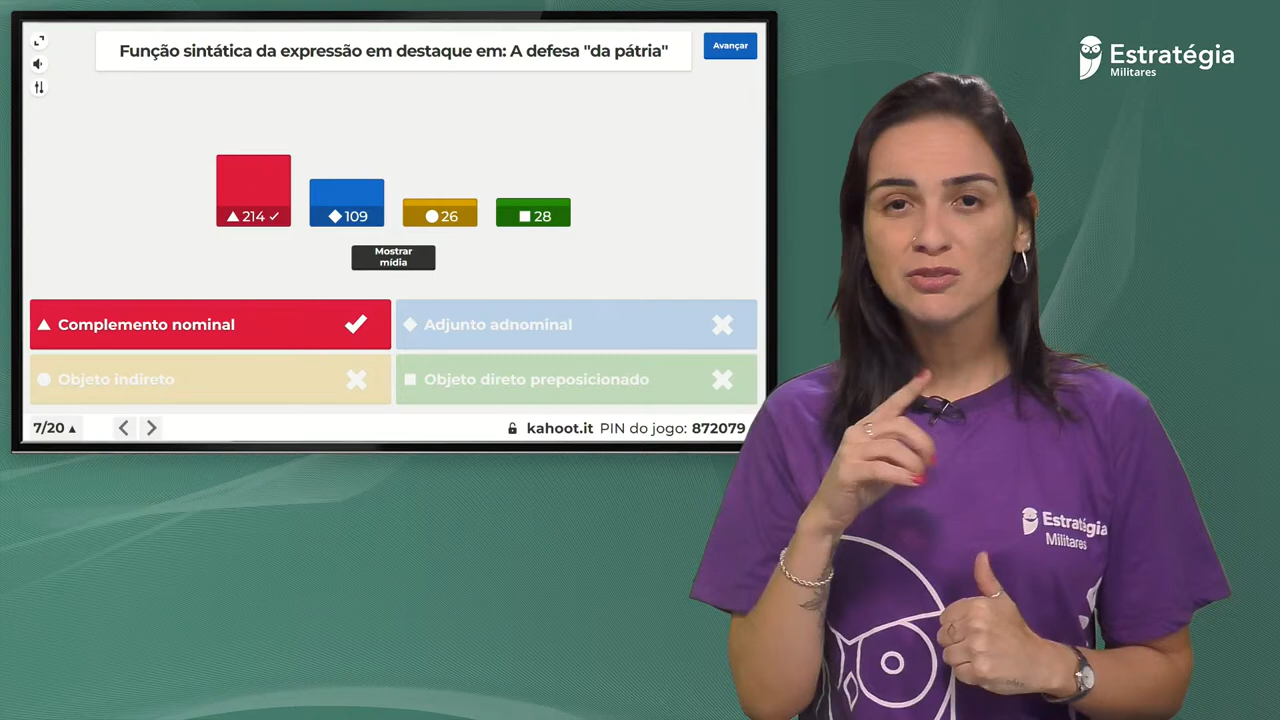 Função sintática da expressão em destaque em: A defesa "da pátria"
Avançar
214
109
26
28
Mostrar
mídia
Complemento nominal
Adjunto adnominal
Objeto indireto
Objeto direto preposicionado
7/20
kahoot.it PIN do jogo: 872079
Estratégia
Militares
Estratégia
Militares